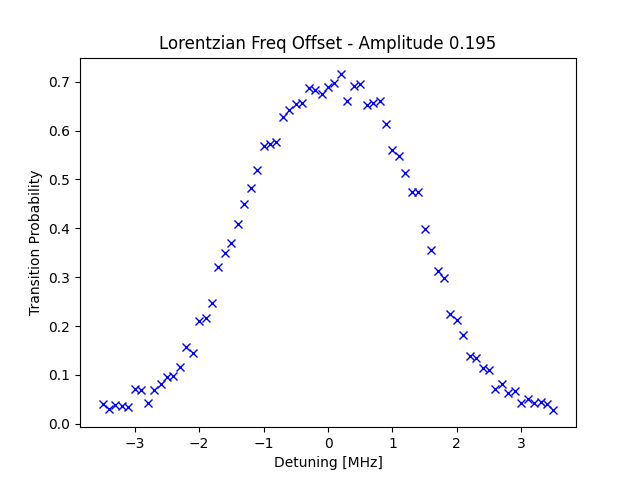 Lorentzian Freq Offset - Amplitude 0.195
0.7
0.6
0.5
0.4
0.3
0.2
0.1
0.0
Transition Probability
−3 −2 −1 0 1 2 3
Detuning [MHz]